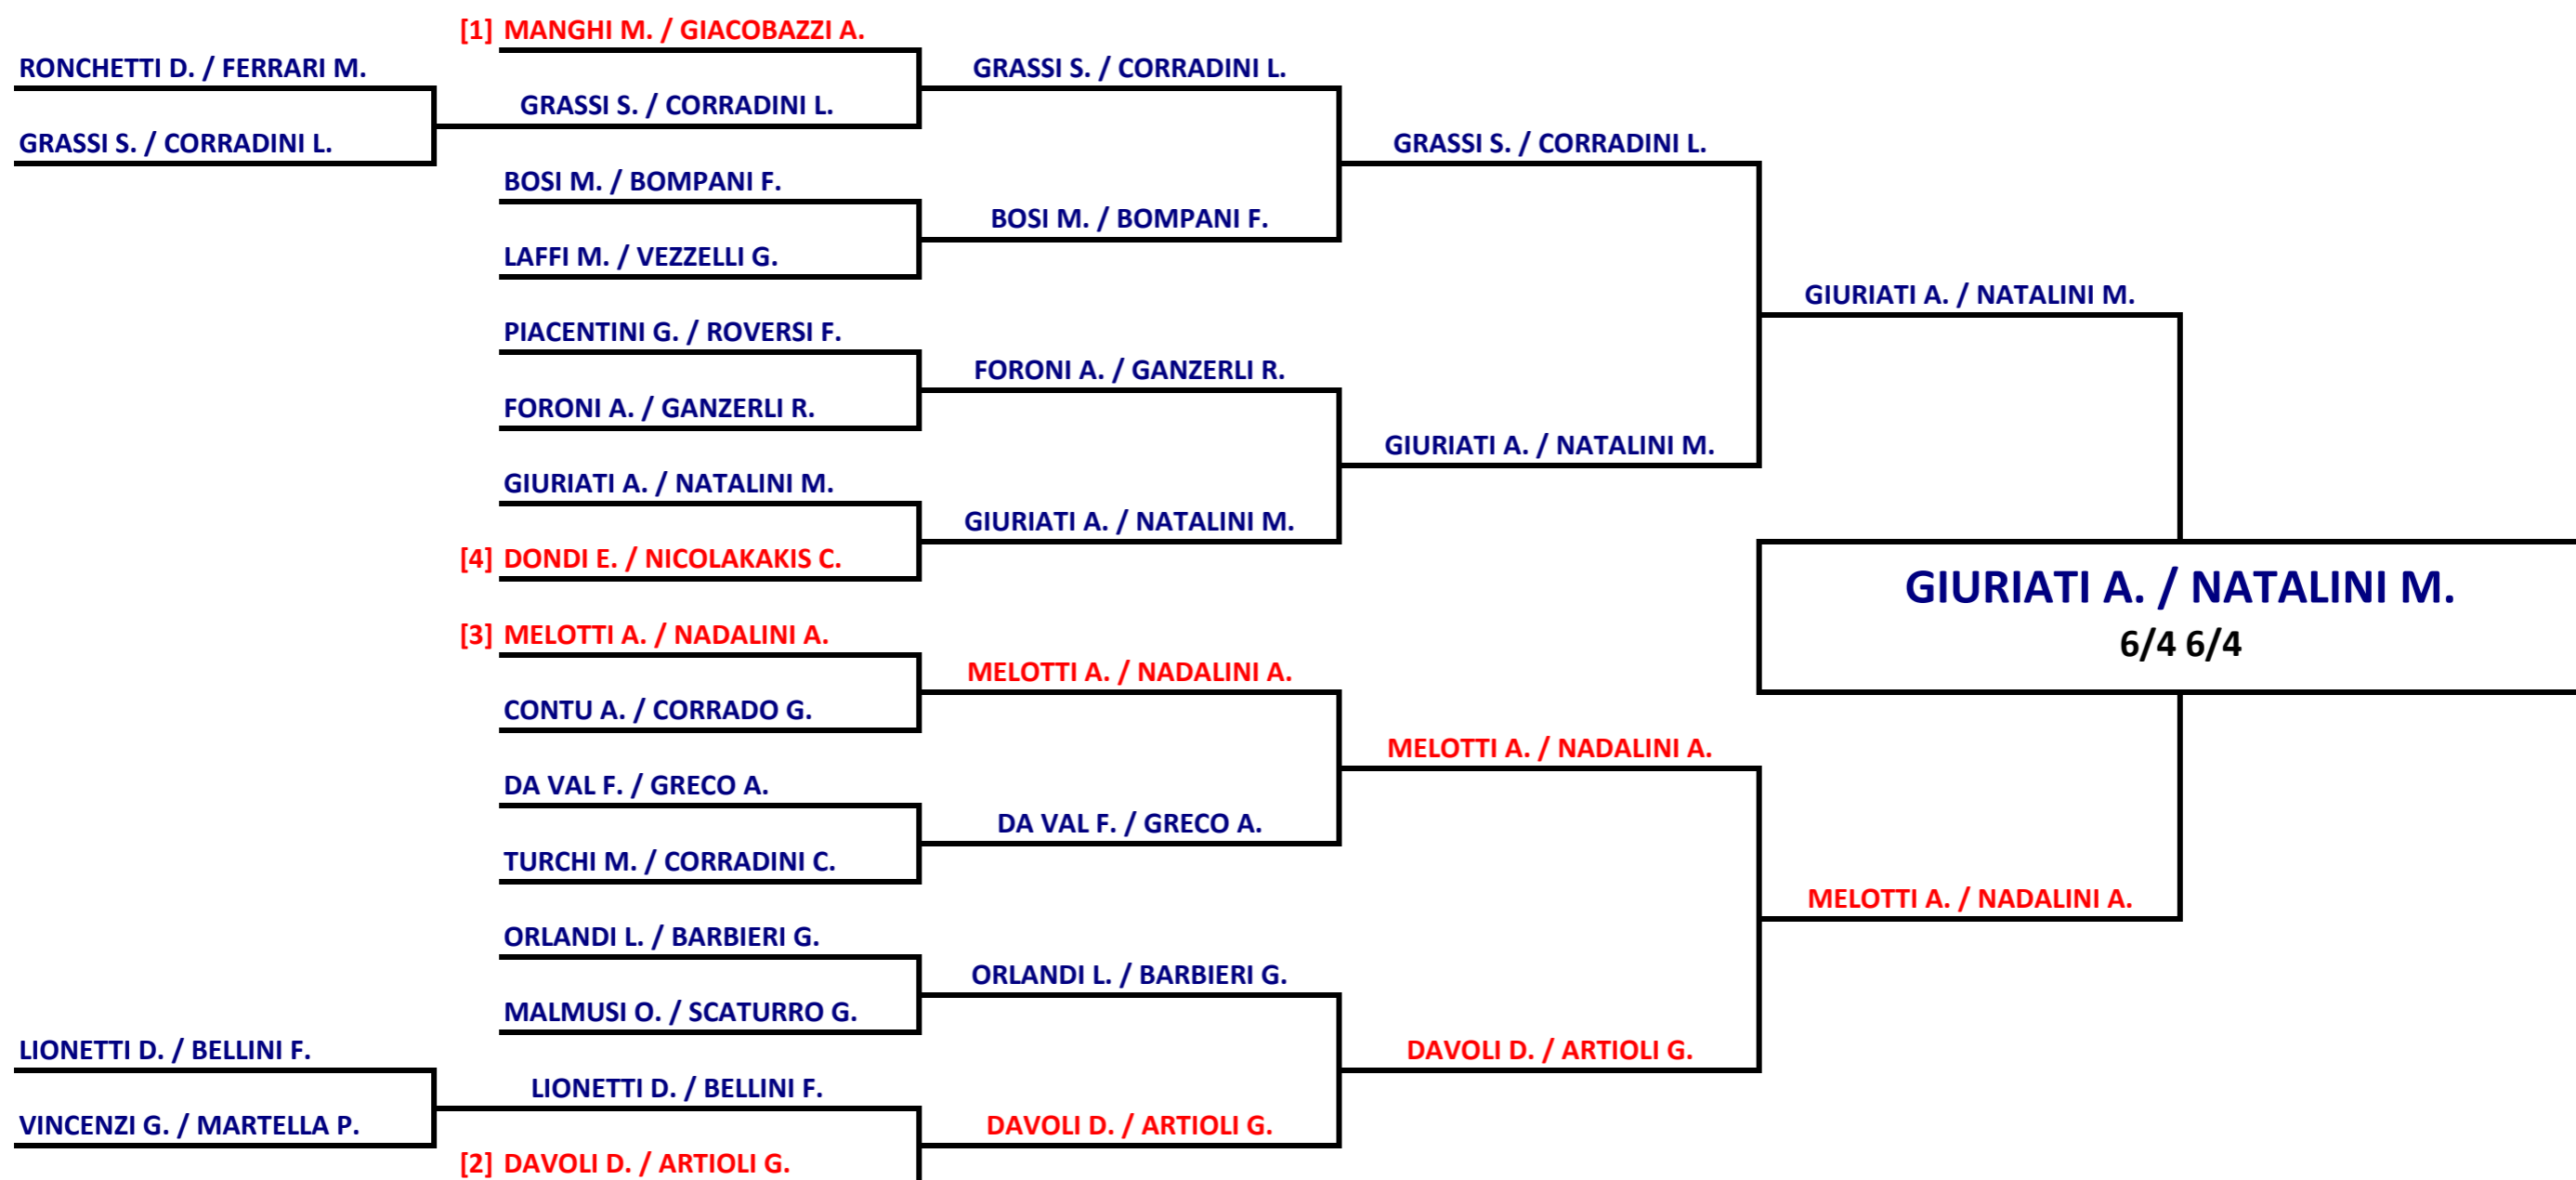 [1] MANGHI M. / GIACOBAZZI A.
RONCHETTI D. / FERRARI M.
GRASSI S. / CORRADINI L.
GRASSI S. / CORRADINI L.
GRASSI S. / CORRADINI L.
GRASSI S. / CORRADINI L.
BOSI M. / BOMPANI F.
BOSI M. / BOMPANI F.
LAFFI M. / VEZZELLI G.
GIURIATI A. / NATALINI M.
PIACENTINI G. / ROVERSI F.
FORONI A. / GANZERLI R.
FORONI A. / GANZERLI R.
GIURIATI A. / NATALINI M.
GIURIATI A. / NATALINI M.
GIURIATI A. / NATALINI M.
[4] DONDI E. / NICOLAKAKIS C.
GIURIATI A. / NATALINI M.
6/4 6/4
[3] MELOTTI A. / NADALINI A.
MELOTTI A. / NADALINI A.
CONTU A. / CORRADO G.
MELOTTI A. / NADALINI A.
DA VAL F. / GRECO A.
DA VAL F. / GRECO A.
TURCHI M. / CORRADINI C.
MELOTTI A. / NADALINI A.
ORLANDI L. / BARBIERI G.
ORLANDI L. / BARBIERI G.
MALMUSI O. / SCATURRO G.
LIONETTI D. / BELLINI F.
DAVOLI D. / ARTIOLI G.
LIONETTI D. / BELLINI F.
VINCENZI G. / MARTELLA P.
DAVOLI D. / ARTIOLI G.
[2] DAVOLI D. / ARTIOLI G.